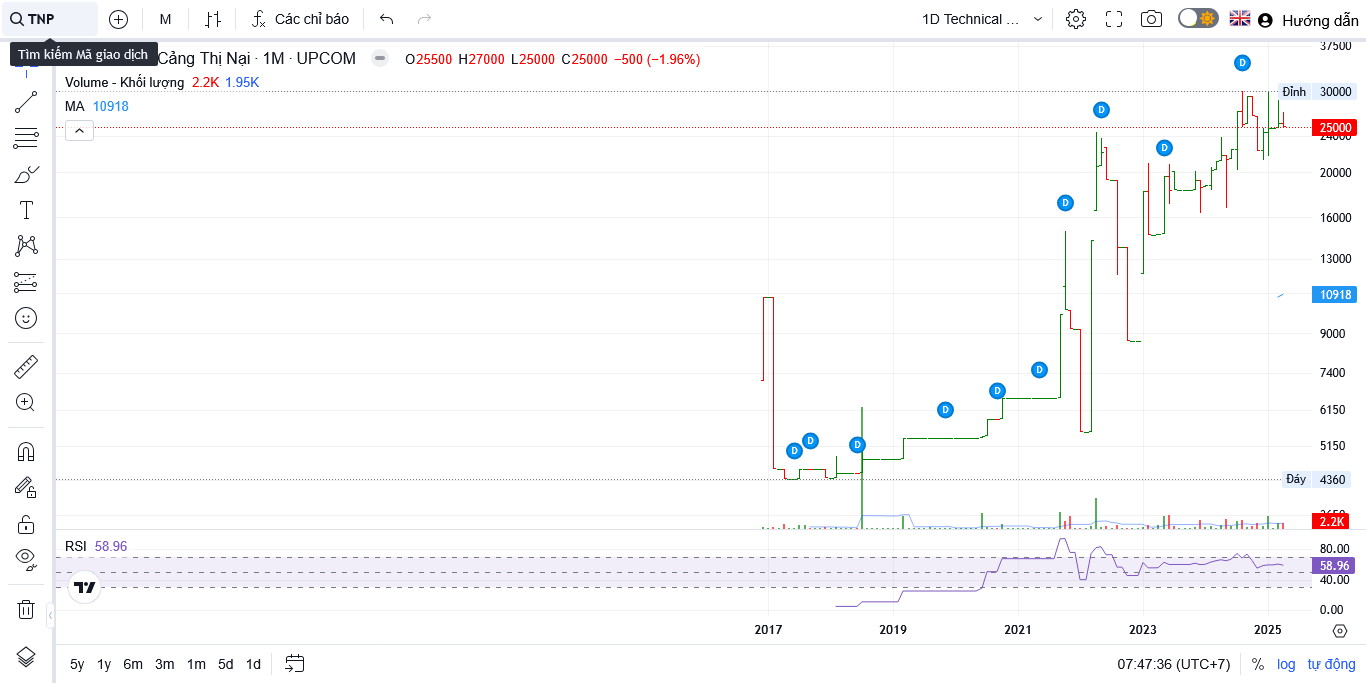 TNP M Các chỉ báo 1D Technical ... Hướng dẫn
Tìm kiếm Mã giao dịch
Cảng Thị Nại · 1M · UPCOM O25500 H27000 L25000 C25000 −500 (−1.96%)
Volume - Khối lượng 2.2K 1.95K
MA 10918
D
D
D
D
D
D
D
D
D
D
37500
Đỉnh 30000
25000
24000
20000
16000
13000
10918
9000
7400
6150
5150
Đáy 4360
2.2K
RSI 58.96
80.00
58.96
40.00
0.00
2017 2019 2021 2023 2025
5y 1y 6m 3m 1m 5d 1d 07:47:36 (UTC+7) % log tự động